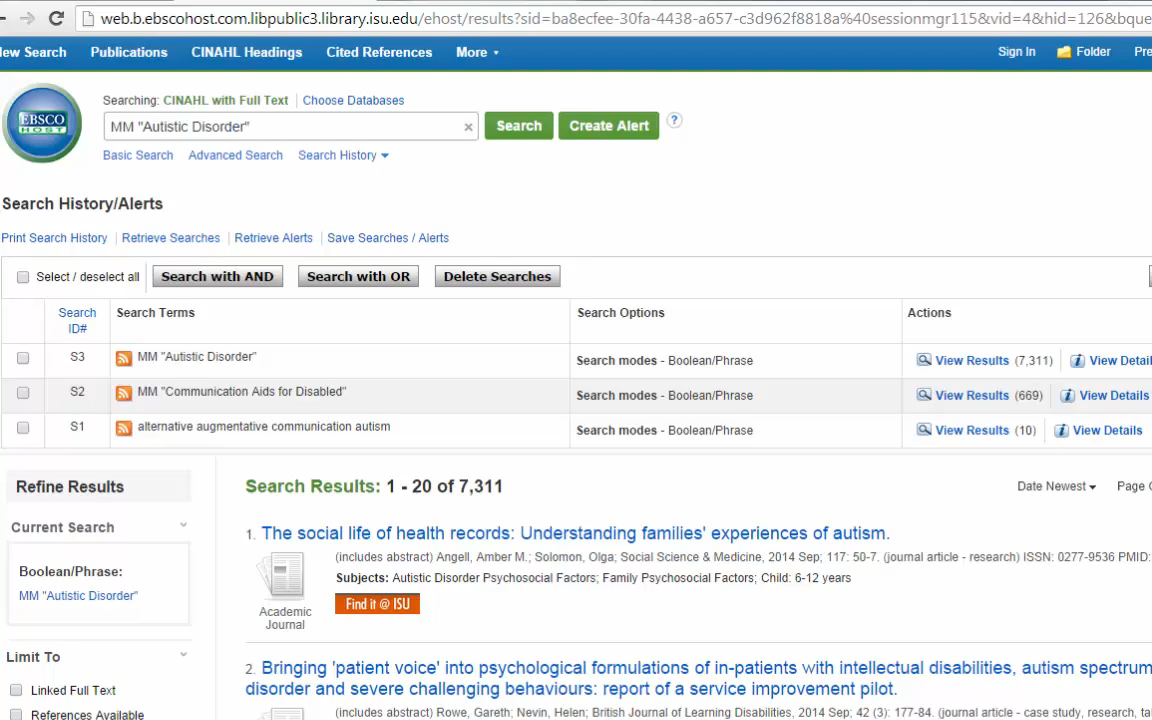 web.b.ebscohost.com.libpublic3.library.isu.edu/ehost/results?sid=ba8ecfee-30fa-4438-a657-c3d962f8818a%40sessionmgr115&vid=4&hid=126&bque
ew Search Publications CINAHL Headings Cited References More Sign In Folder Pre
EBSCO
HOST
Searching: CINAHL with Full Text Choose Databases
MM "Autistic Disorder" × Search Create Alert ?
Basic Search Advanced Search Search History
Search History/Alerts
Print Search History Retrieve Searches Retrieve Alerts Save Searches / Alerts
Select / deselect all Search with AND Search with OR Delete Searches
Search ID# Search Terms Search Options Actions
S3 MM "Autistic Disorder" Search modes - Boolean/Phrase View Results (7,311) i View Detail
S2 MM "Communication Aids for Disabled" Search modes - Boolean/Phrase View Results (669) i View Details
S1 alternative augmentative communication autism Search modes - Boolean/Phrase View Results (10) i View Details
Refine Results
Current Search
Boolean/Phrase:
MM "Autistic Disorder"
Limit To
Linked Full Text
References Available
Search Results: 1 - 20 of 7,311 Date Newest Page
1. The social life of health records: Understanding families' experiences of autism.
(includes abstract) Angell, Amber M.; Solomon, Olga; Social Science & Medicine, 2014 Sep; 117: 50-7. (journal article - research) ISSN: 0277-9536 PMID:
Subjects: Autistic Disorder Psychosocial Factors; Family Psychosocial Factors; Child: 6-12 years
Academic
Journal
Find it @ ISU
2. Bringing 'patient voice' into psychological formulations of in-patients with intellectual disabilities, autism spectrum
disorder and severe challenging behaviours: report of a service improvement pilot.
(includes abstract) Rowe, Gareth; Nevin, Helen; British Journal of Learning Disabilities, 2014 Sep; 42 (3): 177-84. (journal article - case study, research, ta